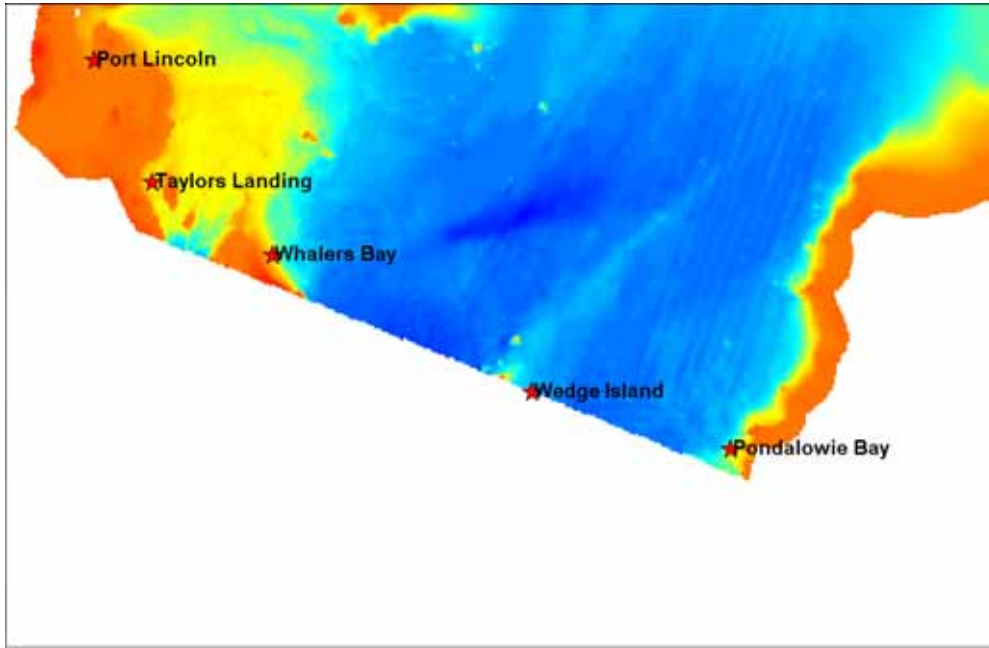 Port Lincoln
Taylors Landing
Whalers Bay
Wedge Island
Pondalowie Bay